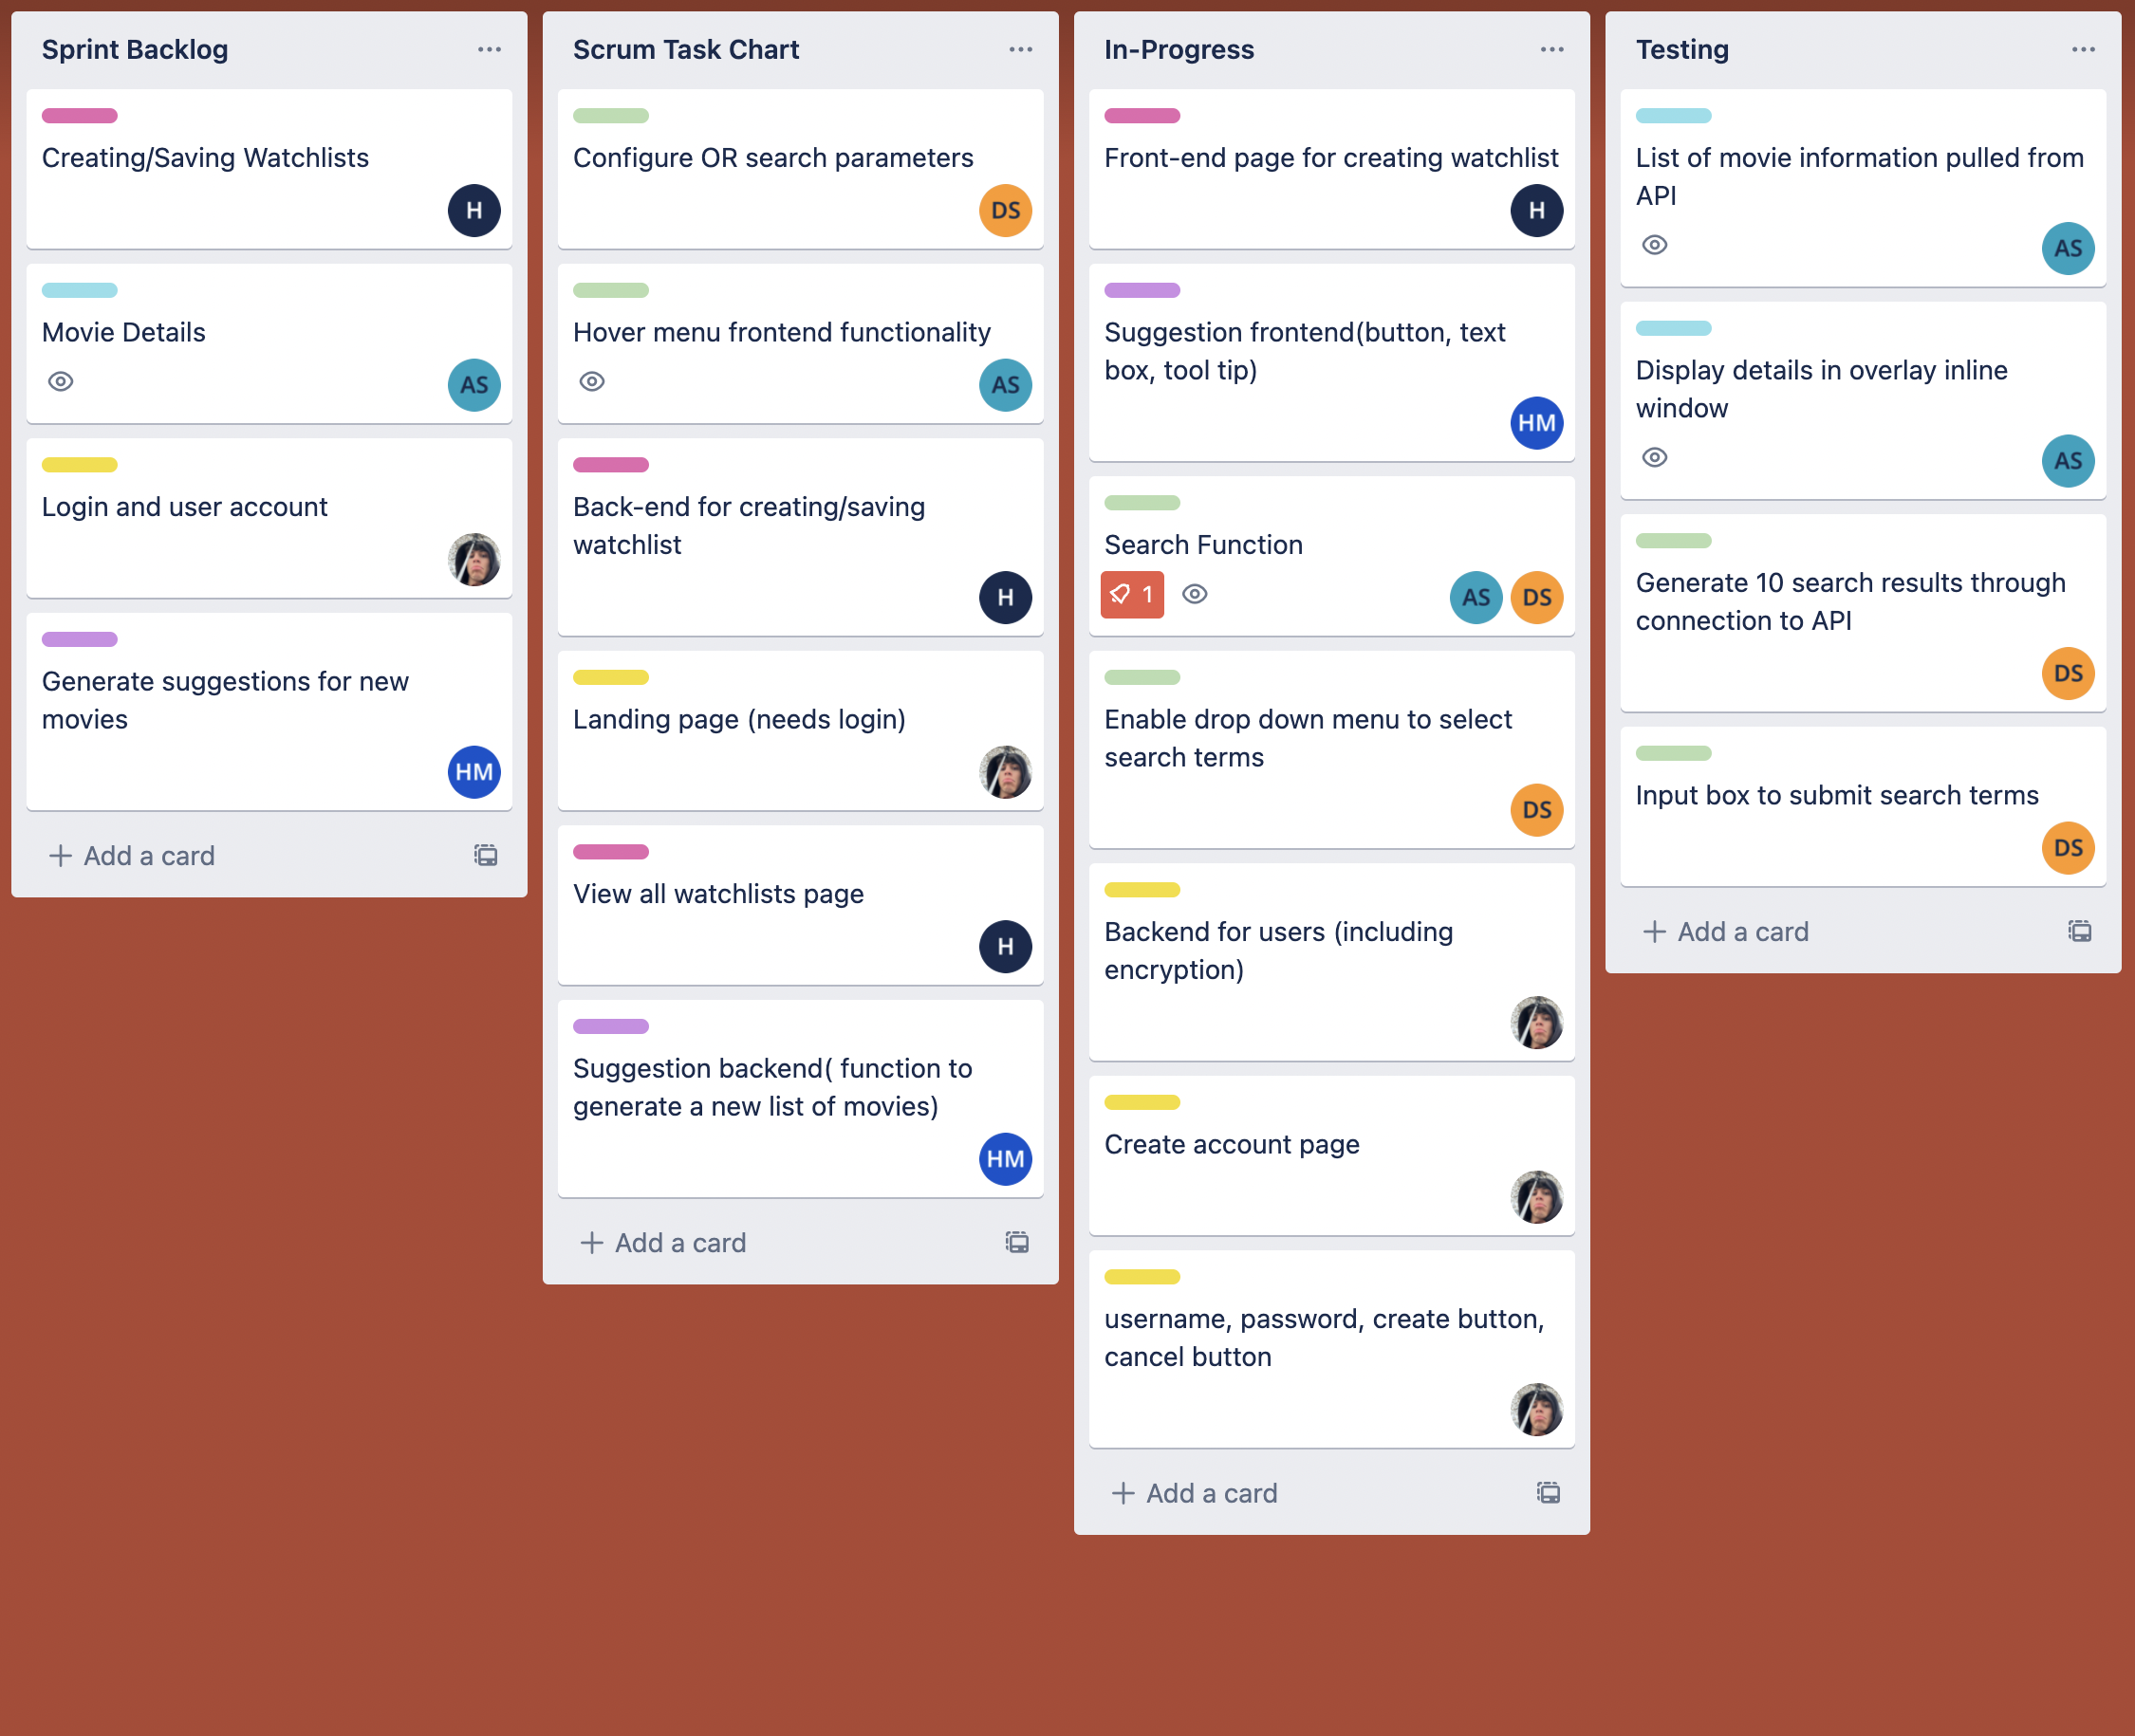 Sprint Backlog
Creating/Saving Watchlists
H
Movie Details
AS
Login and user account
Generate suggestions for new
movies
HM
Add a card
Scrum Task Chart
Configure OR search parameters
DS
Hover menu frontend functionality
AS
Back-end for creating/saving
watchlist
H
Landing page (needs login)
View all watchlists page
H
Suggestion backend( function to
generate a new list of movies)
HM
Add a card
In-Progress
Front-end page for creating watchlist
H
Suggestion frontend(button, text
box, tool tip)
HM
Search Function
1 AS DS
Enable drop down menu to select
search terms
DS
Backend for users (including
encryption)
Create account page
username, password, create button,
cancel button
Add a card
Testing
List of movie information pulled from
API
AS
Display details in overlay inline
window
AS
Generate 10 search results through
connection to API
DS
Input box to submit search terms
DS
Add a card